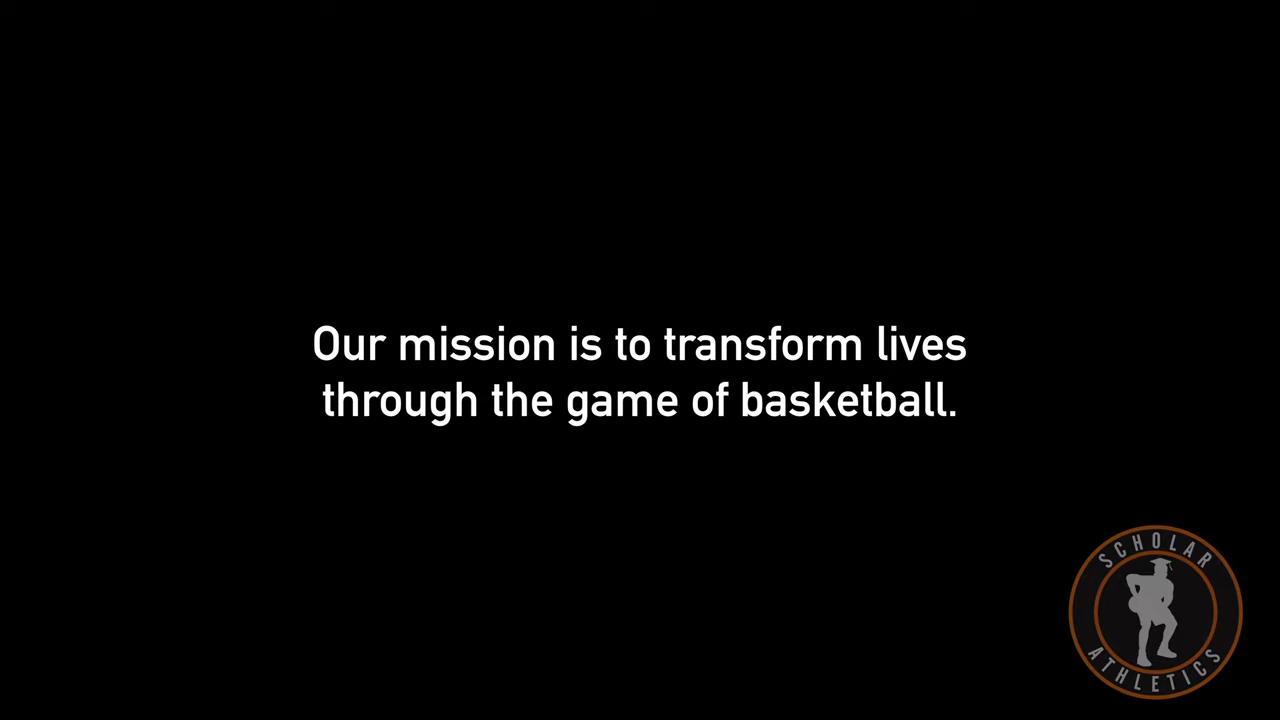 Our mission is to transform lives
through the game of basketball.
SCHOLAR
ATHLETICS